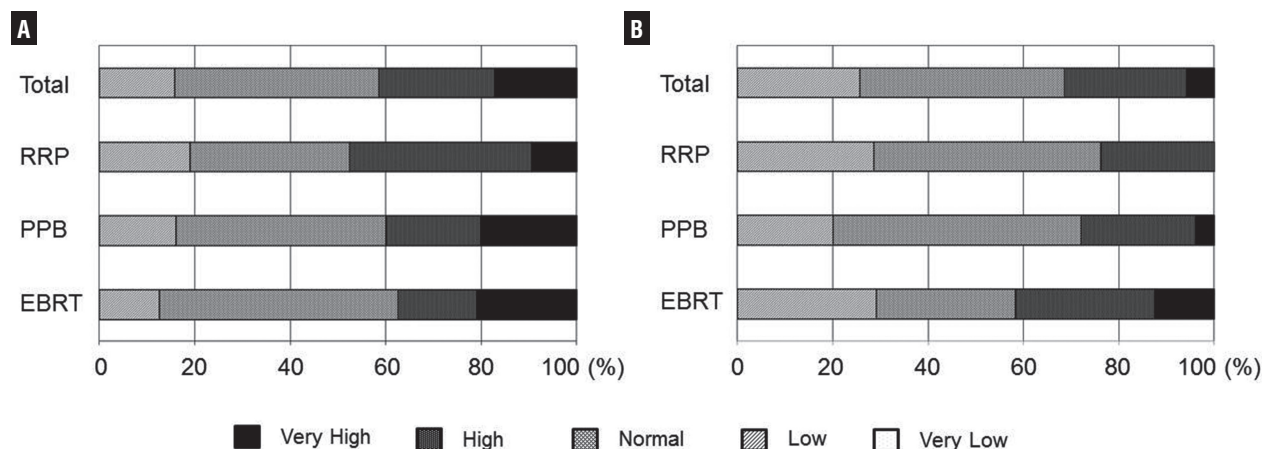 A
Total
RRP
PPB
EBRT
0 20 40 60 80 100 (%)
B
Total
RRP
PPB
EBRT
0 20 40 60 80 100 (%)
Very High High Normal Low Very Low